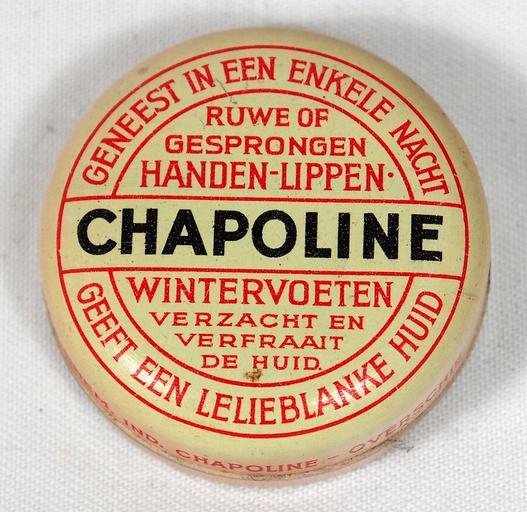 GENEEST IN EEN ENKELE NACHT
RUWE OF
GESPRONGEN
HANDEN-LIPPEN·
CHAPOLINE
WINTERVOETEN
VERZACHT EN
VERFRAAIT
DE HUID.
GEEFT EEN LELIEBLANKE HUID
IND. CHAPOLINE -